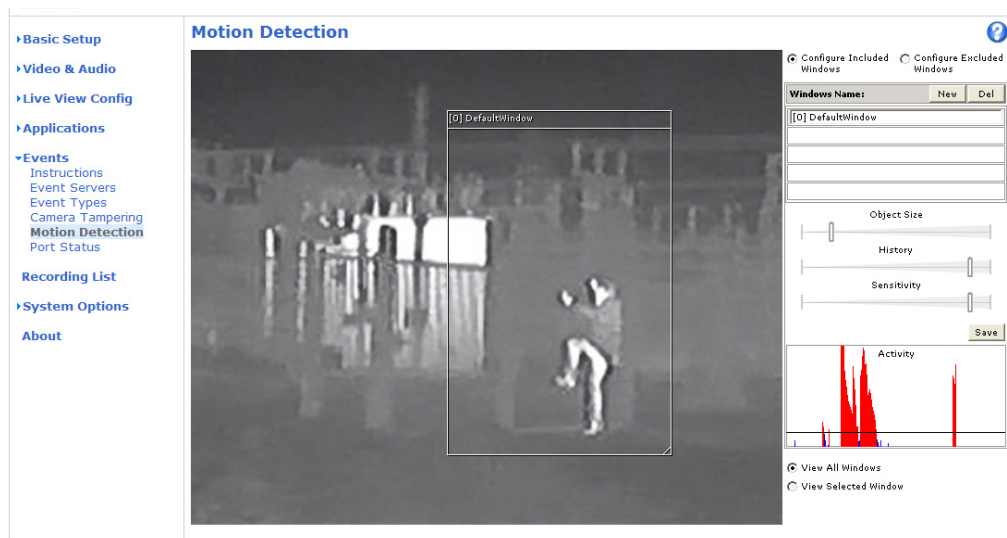 Basic Setup
Video & Audio
Live View Config
Applications
Events
Instructions
Event Servers
Event Types
Camera Tampering
Motion Detection
Port Status
Recording List
System Options
About
Motion Detection
[0] DefaultWindow
?
Configure Included Windows
Configure Excluded Windows
Windows Name:
New
Del
[0] DefaultWindow
Object Size
History
Sensitivity
Save
Activity
View All Windows
View Selected Window